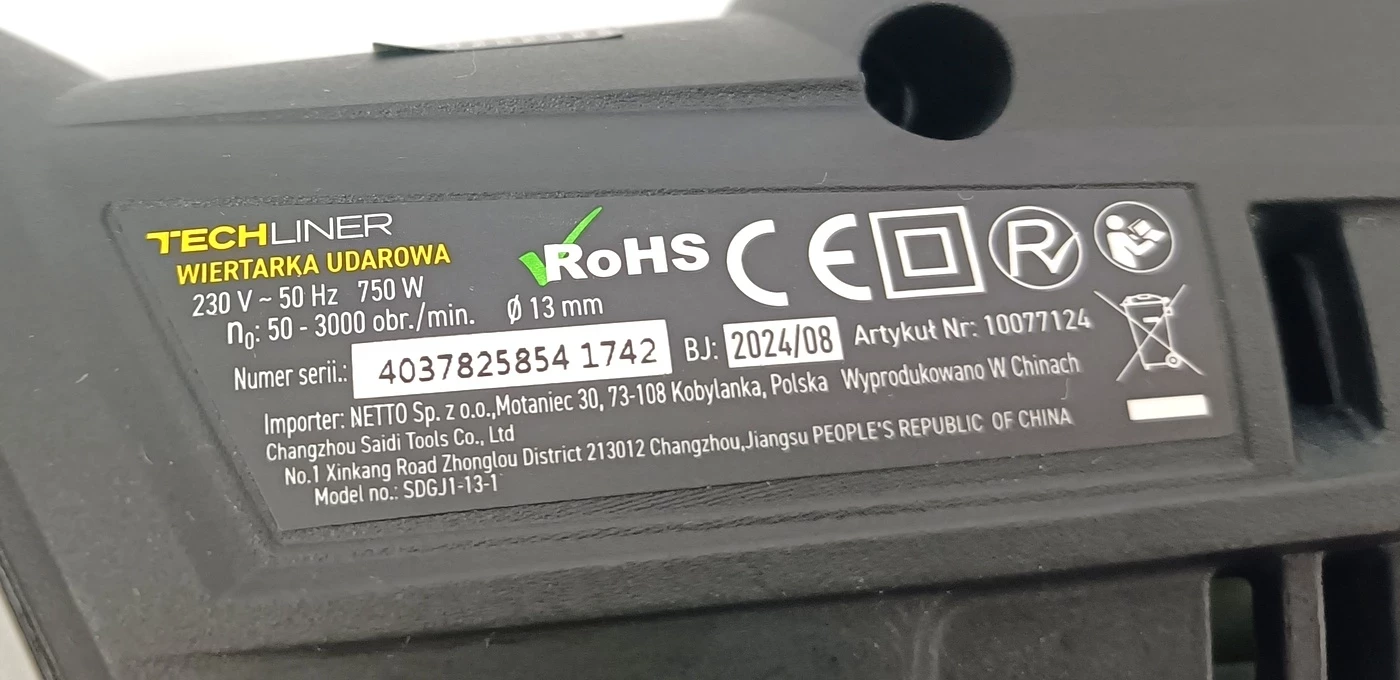 TECHLINER
WIERTARKA UDAROWA
230 V ~ 50 Hz 750 W
n0: 50 - 3000 obr./min. Ø 13 mm
RoHS CE
Numer serii.: 4037825854 1742 BJ: 2024/08 Artykuł Nr: 10077124
Importer: NETTO Sp. z o.o.,Motaniec 30, 73-108 Kobylanka, Polska Wyprodukowano W Chinach
Changzhou Saidi Tools Co., Ltd
No.1 Xinkang Road Zhonglou District 213012 Changzhou,Jiangsu PEOPLE'S REPUBLIC OF CHINA
Model no.: SDGJ1-13-1